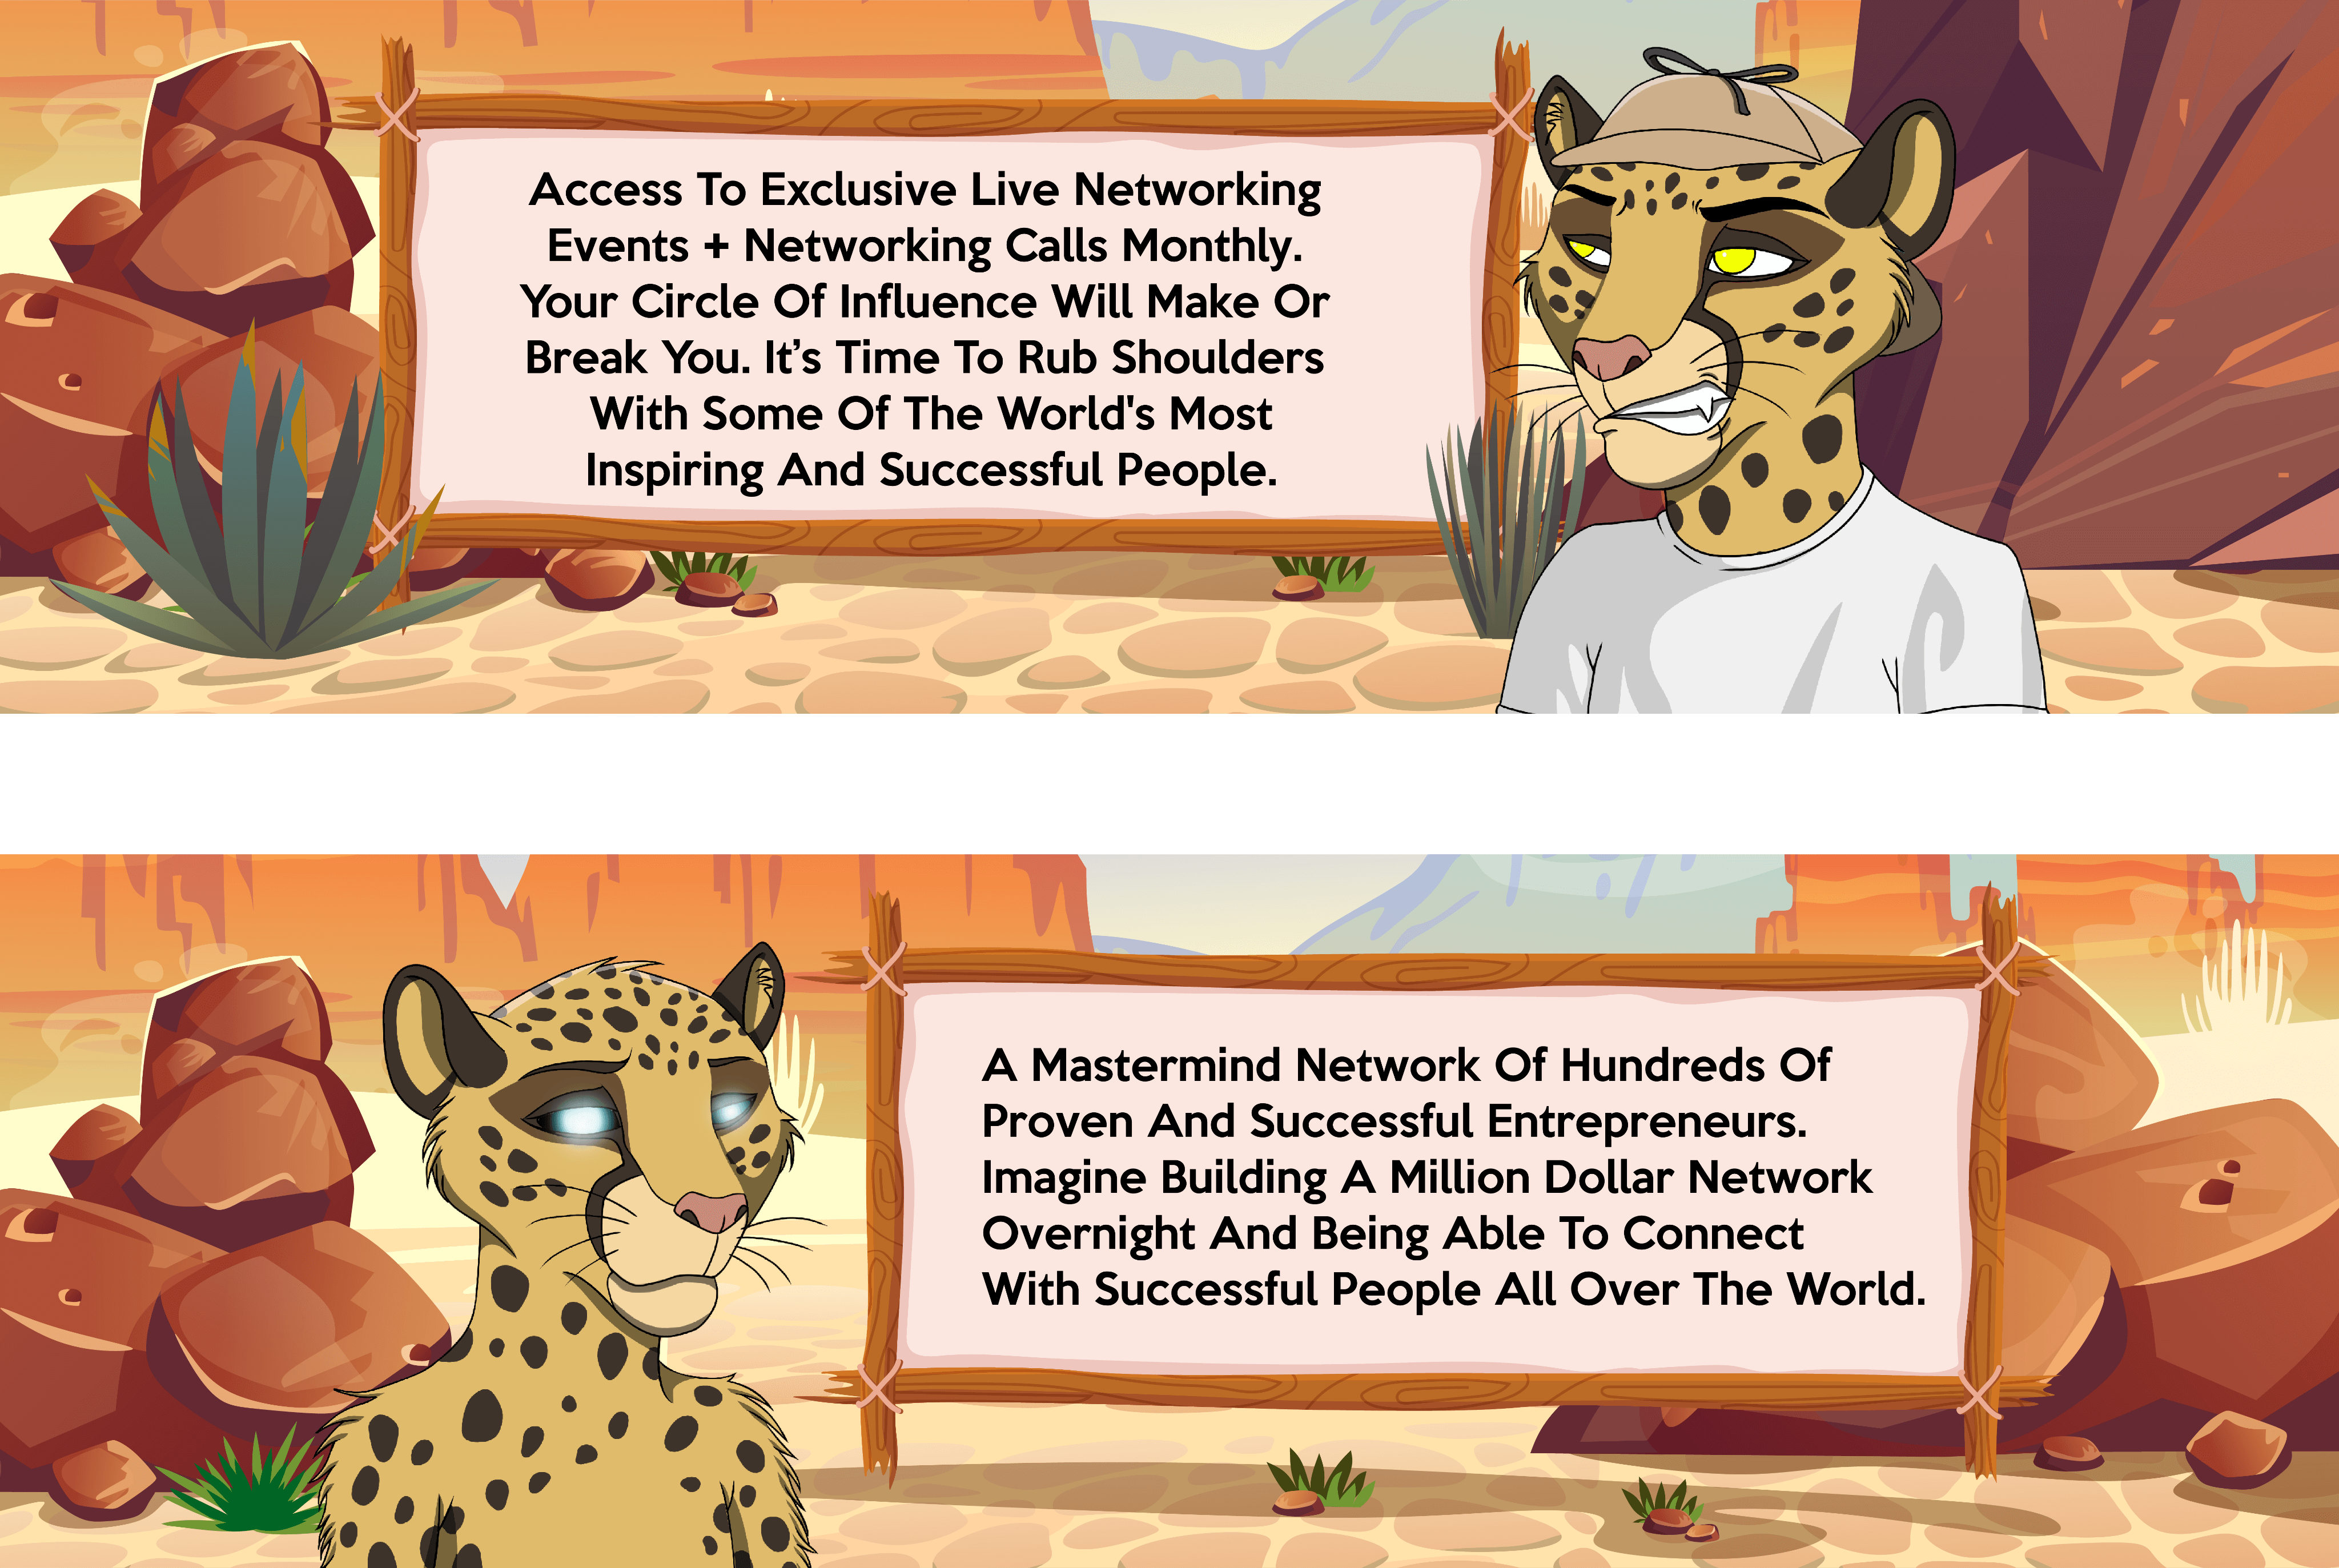 Access To Exclusive Live Networking
Events + Networking Calls Monthly.
Your Circle Of Influence Will Make Or
Break You. It’s Time To Rub Shoulders
With Some Of The World's Most
Inspiring And Successful People.
A Mastermind Network Of Hundreds Of
Proven And Successful Entrepreneurs.
Imagine Building A Million Dollar Network
Overnight And Being Able To Connect
With Successful People All Over The World.